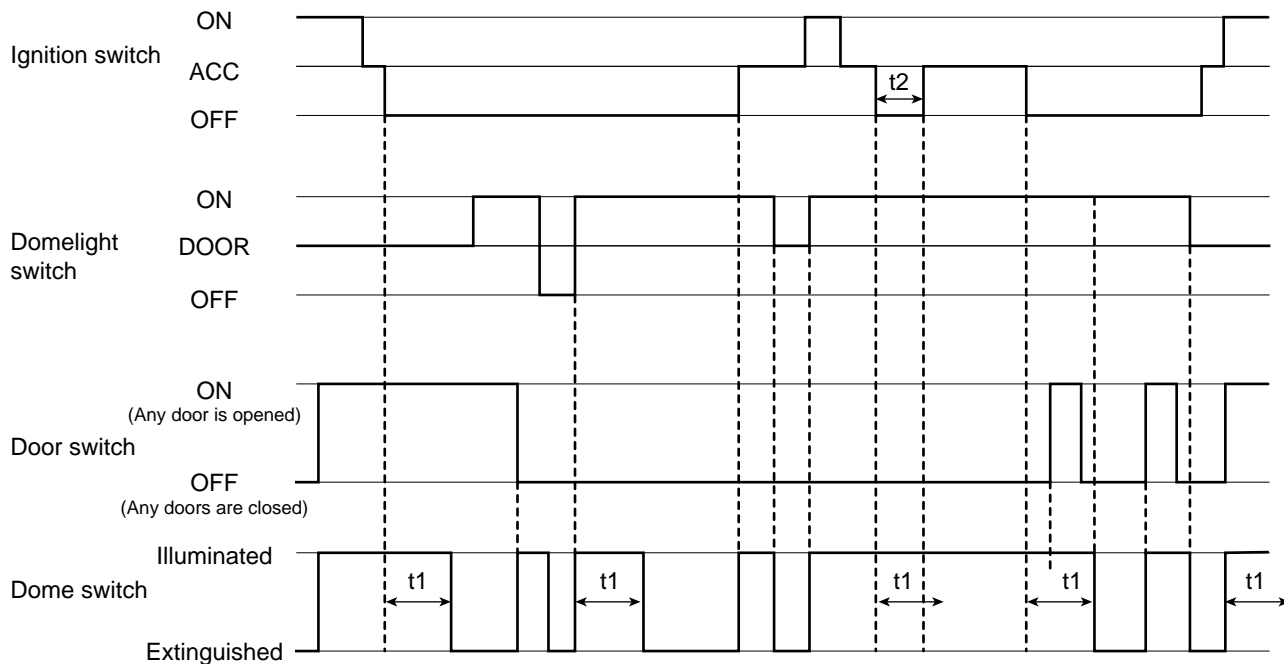 ON
Ignition switch
ACC
t2
OFF
ON
Domelight
switch
DOOR
OFF
ON
(Any door is opened)
Door switch
OFF
(Any doors are closed)
Illuminated
Dome switch
t1
t1
t1
t1
t1
Extinguished